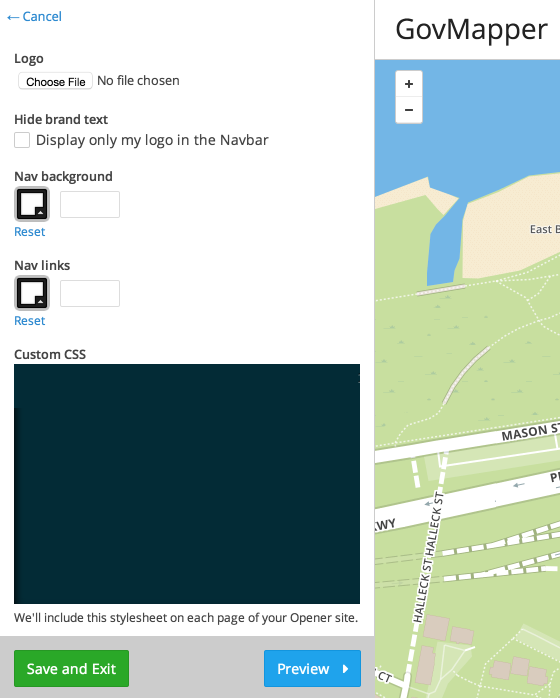 ←Cancel
Logo
Choose File No file chosen
Hide brand text
Display only my logo in the Navbar
Nav background
Reset
Nav links
Reset
Custom CSS
We'll include this stylesheet on each page of your Opener site.
Save and Exit
Preview
GovMapper
+
−
East B
MASON ST
KWY
HALLECK ST HALLECK ST
CT